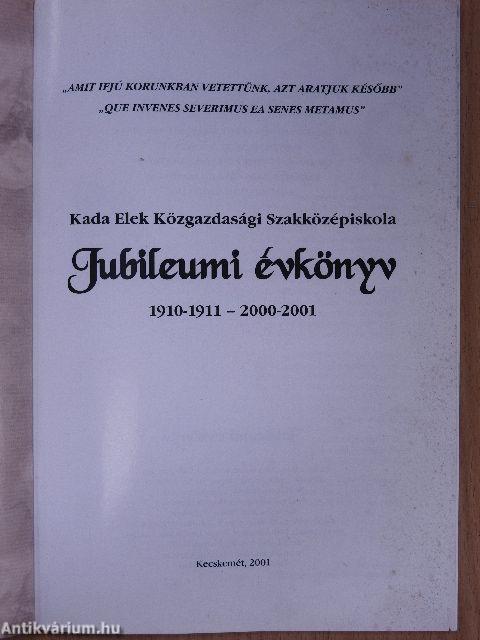 „AMIT IFJÚ KORUNKBAN VETETTÜNK, AZT ARATJUK KÉSŐBB"
„QUE INVENES SEVERIMUS EA SENES METAMUS"
Kada Elek Közgazdasági Szakközépiskola
Jubileumi évkönyv
1910-1911 – 2000-2001
Kecskemét, 2001
Antikvárium.hu